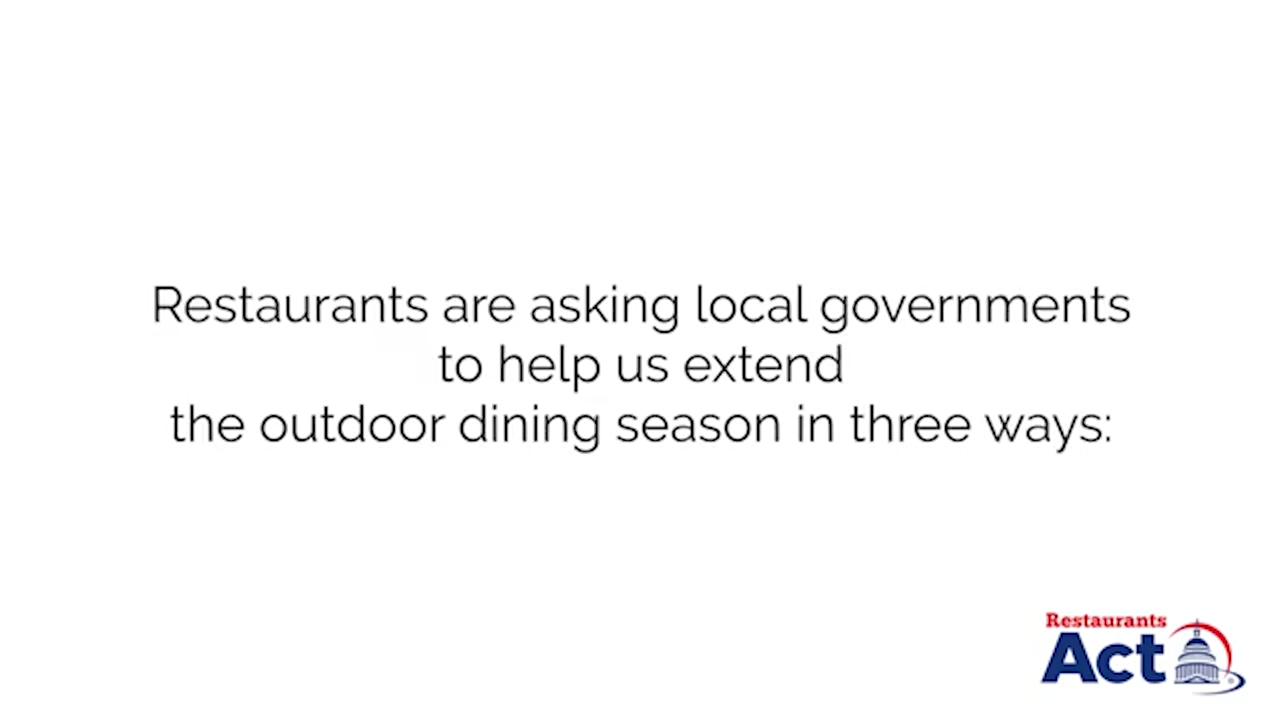 Restaurants are asking local governments
to help us extend
the outdoor dining season in three ways:
Restaurants
Act